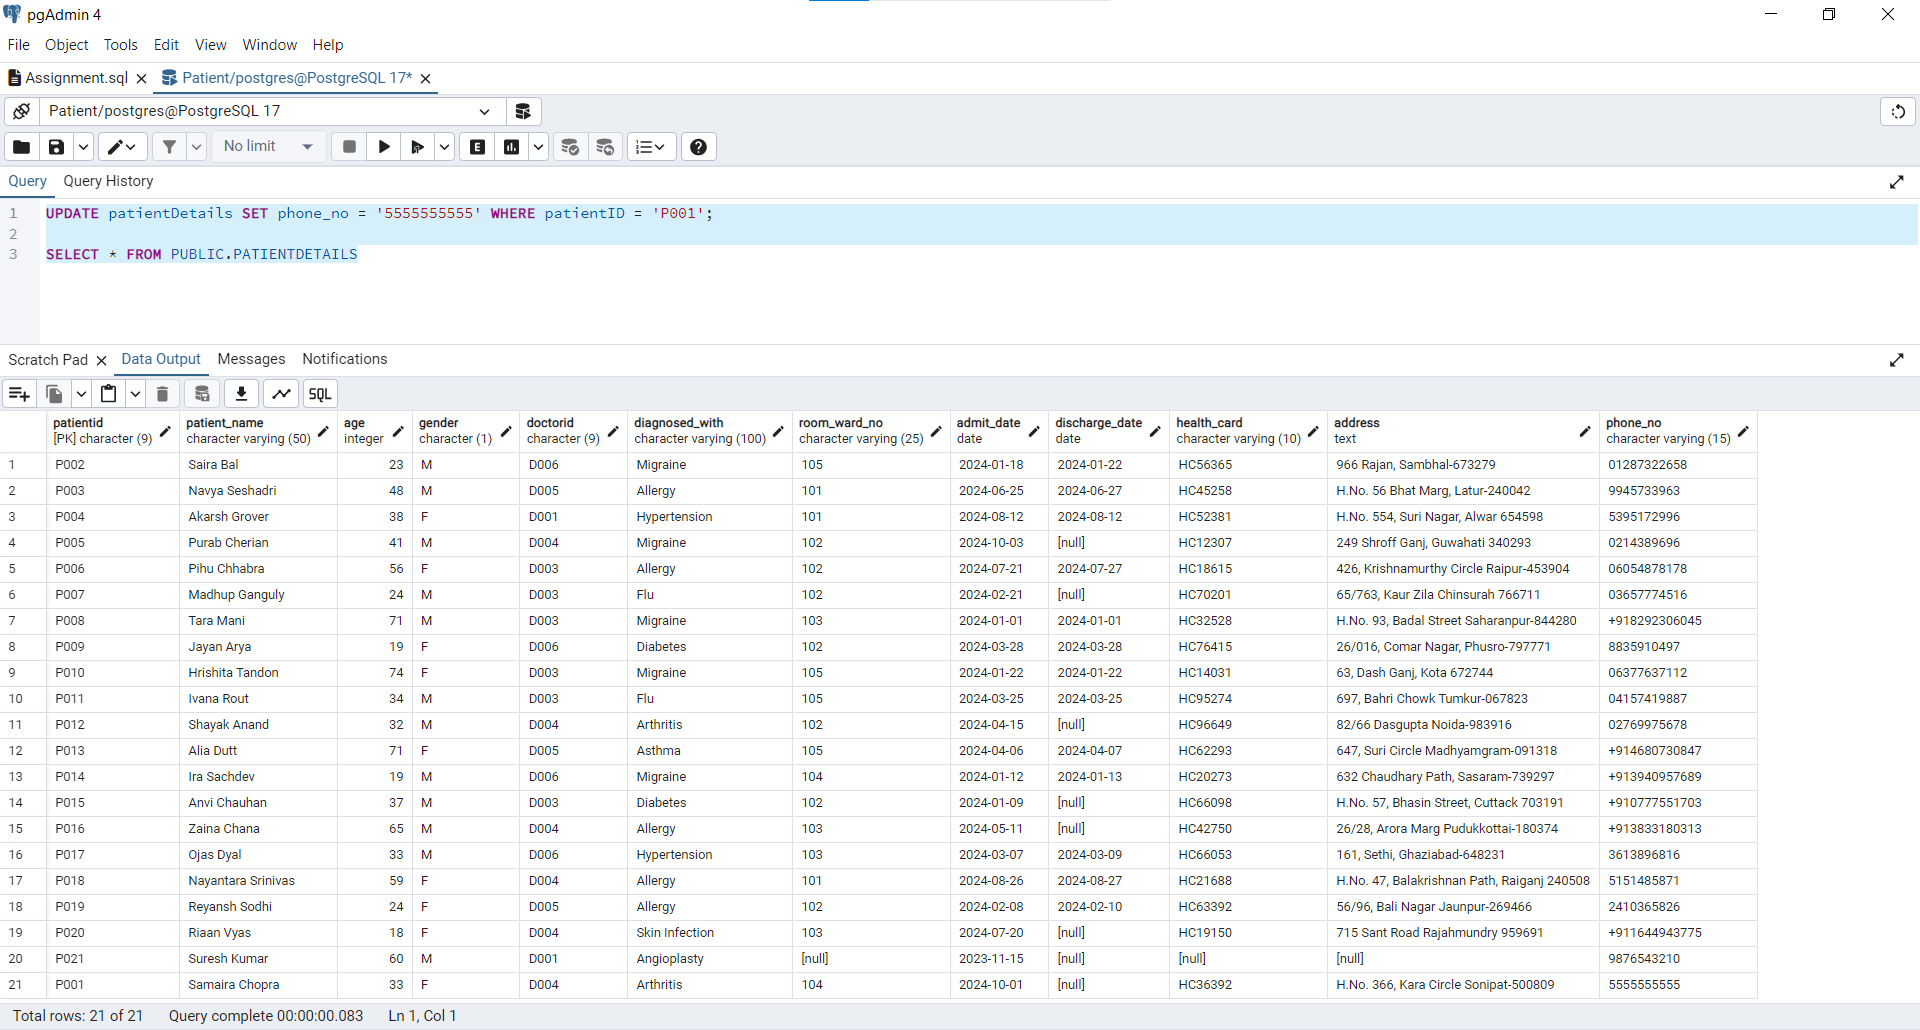 pgAdmin 4
File Object Tools Edit View Window Help
Assignment.sql Patient/postgres@PostgreSQL 17*
Patient/postgres@PostgreSQL 17
No limit E
Query Query History
1 UPDATE patientDetails SET phone_no = '5555555555' WHERE patientID = 'P001';
2
3 SELECT * FROM PUBLIC.PATIENTDETAILS
Scratch Pad Data Output Messages Notifications
SQL
patientid patient_name age gender doctorid diagnosed_with room_ward_no admit_date discharge_date health_card address phone_no
[PK] character (9) character varying (50) integer character (1) character (9) character varying (100) character varying (25) date date character varying (10) text character varying (15)
1 P002 Saira Bal 23 M D006 Migraine 105 2024-01-18 2024-01-22 HC56365 966 Rajan, Sambhal-673279 01287322658
2 P003 Navya Seshadri 48 M D005 Allergy 101 2024-06-25 2024-06-27 HC45258 H.No. 56 Bhat Marg, Latur-240042 9945733963
3 P004 Akarsh Grover 38 F D001 Hypertension 101 2024-08-12 2024-08-12 HC52381 H.No. 554, Suri Nagar, Alwar 654598 5395172996
4 P005 Purab Cherian 41 M D004 Migraine 102 2024-10-03 [null] HC12307 249 Shroff Ganj, Guwahati 340293 0214389696
5 P006 Pihu Chhabra 56 F D003 Allergy 102 2024-07-21 2024-07-27 HC18615 426, Krishnamurthy Circle Raipur-453904 06054878178
6 P007 Madhup Ganguly 24 M D003 Flu 102 2024-02-21 [null] HC70201 65/763, Kaur Zila Chinsurah 766711 03657774516
7 P008 Tara Mani 71 M D003 Migraine 103 2024-01-01 2024-01-01 HC32528 H.No. 93, Badal Street Saharanpur-844280 +918292306045
8 P009 Jayan Arya 19 F D006 Diabetes 102 2024-03-28 2024-03-28 HC76415 26/016, Comar Nagar, Phusro-797771 8835910497
9 P010 Hrishita Tandon 74 F D003 Migraine 105 2024-01-22 2024-01-22 HC14031 63, Dash Ganj, Kota 672744 06377637112
10 P011 Ivana Rout 34 M D003 Flu 105 2024-03-25 2024-03-25 HC95274 697, Bahri Chowk Tumkur-067823 04157419887
11 P012 Shayak Anand 32 M D004 Arthritis 102 2024-04-15 [null] HC96649 82/66 Dasgupta Noida-983916 02769975678
12 P013 Alia Dutt 71 F D005 Asthma 105 2024-04-06 2024-04-07 HC62293 647, Suri Circle Madhyamgram-091318 +914680730847
13 P014 Ira Sachdev 19 M D006 Migraine 104 2024-01-12 2024-01-13 HC20273 632 Chaudhary Path, Sasaram-739297 +913940957689
14 P015 Anvi Chauhan 37 M D003 Diabetes 102 2024-01-09 [null] HC66098 H.No. 57, Bhasin Street, Cuttack 703191 +910777551703
15 P016 Zaina Chana 65 M D004 Allergy 103 2024-05-11 [null] HC42750 26/28, Arora Marg Pudukkottai-180374 +913833180313
16 P017 Ojas Dyal 33 M D006 Hypertension 103 2024-03-07 2024-03-09 HC66053 161, Sethi, Ghaziabad-648231 3613896816
17 P018 Nayantara Srinivas 59 F D004 Allergy 101 2024-08-26 2024-08-27 HC21688 H.No. 47, Balakrishnan Path, Raiganj 240508 5151485871
18 P019 Reyansh Sodhi 24 F D005 Allergy 102 2024-02-08 2024-02-10 HC63392 56/96, Bali Nagar Jaunpur-269466 2410365826
19 P020 Riaan Vyas 18 F D004 Skin Infection 103 2024-07-20 [null] HC19150 715 Sant Road Rajahmundry 959691 +911644943775
20 P021 Suresh Kumar 60 M D001 Angioplasty [null] 2023-11-15 [null] [null] [null] 9876543210
21 P001 Samaira Chopra 33 F D004 Arthritis 104 2024-10-01 [null] HC36392 H.No. 366, Kara Circle Sonipat-500809 5555555555
Total rows: 21 of 21 Query complete 00:00:00.083 Ln 1, Col 1